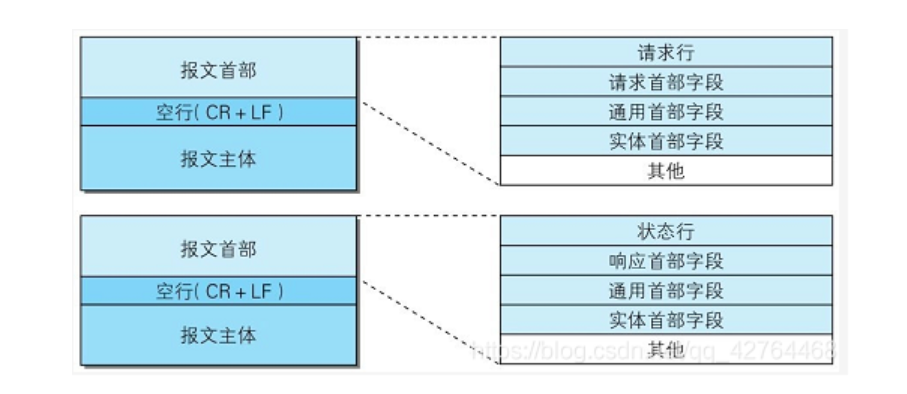 报文首部
空行( CR + LF )
报文主体
请求行
请求首部字段
通用首部字段
实体首部字段
其他
报文首部
空行( CR + LF )
报文主体
状态行
响应首部字段
通用首部字段
实体首部字段
其他
https://blog.csdn.net/qq_42764468